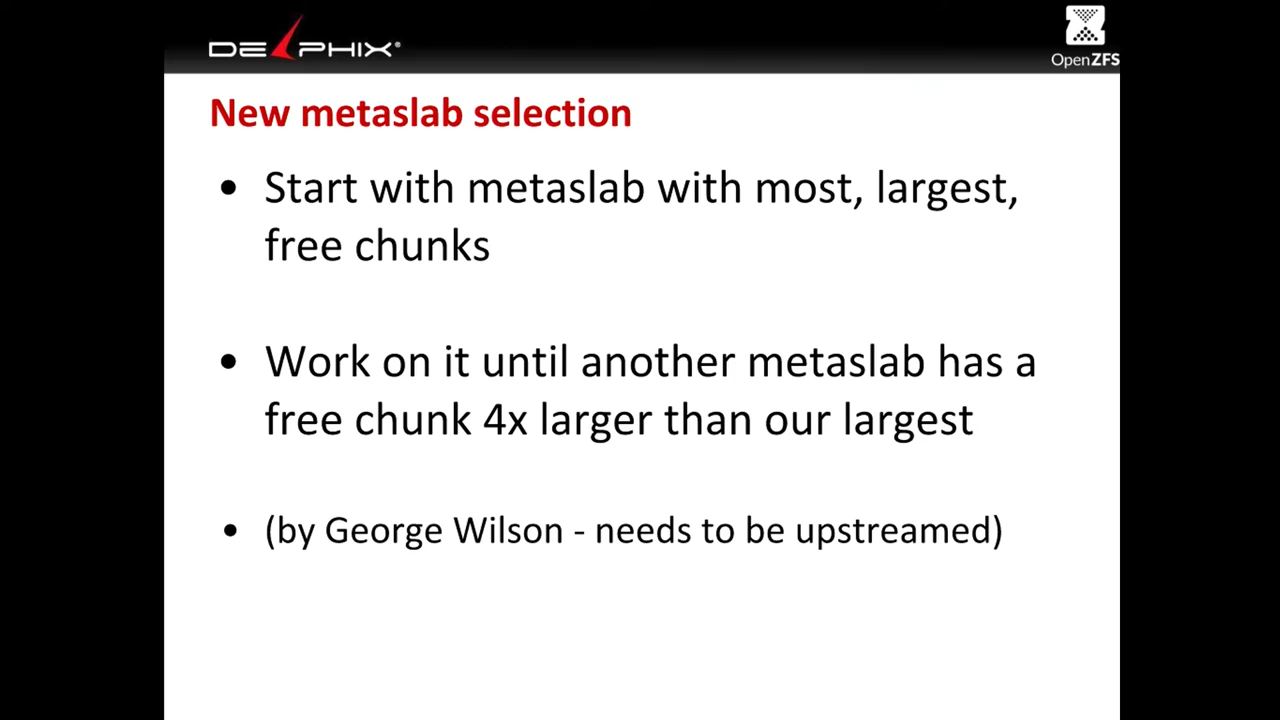 DELPHIX®
OpenZFS
New metaslab selection
• Start with metaslab with most, largest,
free chunks
• Work on it until another metaslab has a
free chunk 4x larger than our largest
• (by George Wilson - needs to be upstreamed)